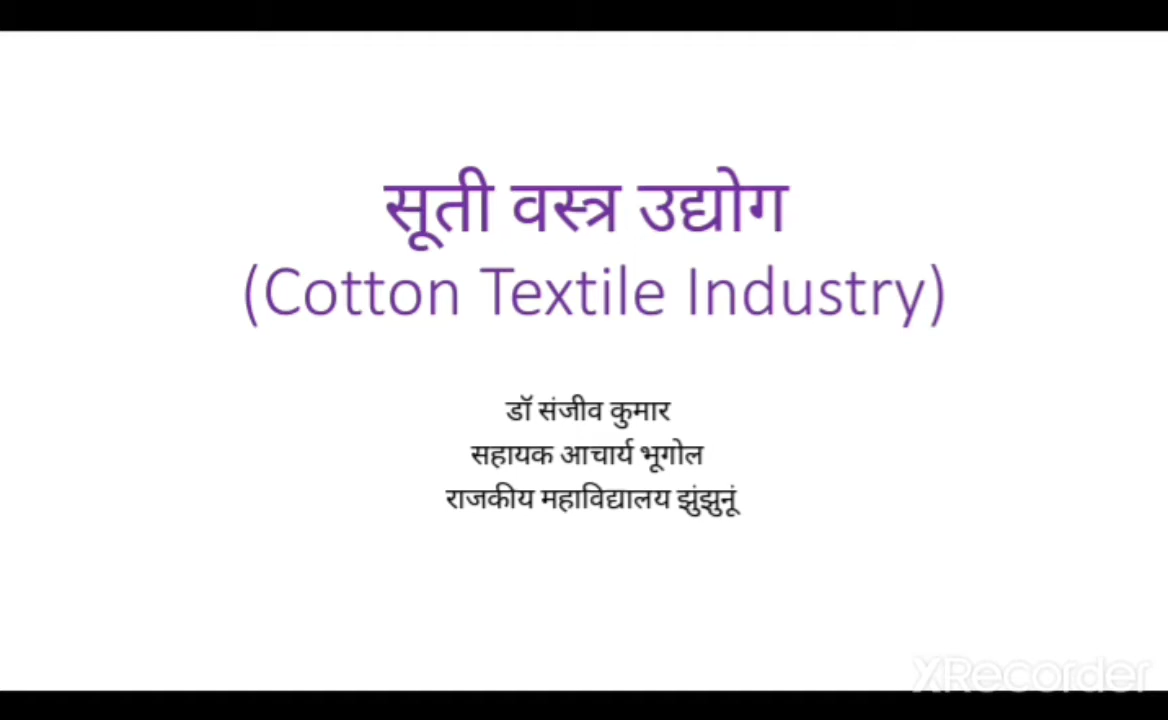 सूती वस्त्र उद्योग
(Cotton Textile Industry)
डॉ संजीव कुमार
सहायक आचार्य भूगोल
राजकीय महाविद्यालय झुंझुनूं
XRecorder